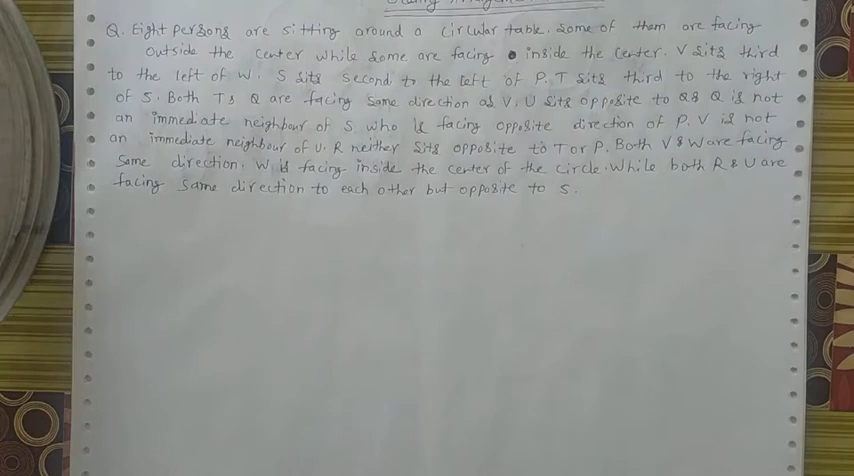 Q. Eight persons are sitting around a circular table. Some of them are facing
outside the center while some are facing inside the center. V sits third
to the left of W. S sits second to the left of P. T sits third to the right
of S. Both T & Q are facing same direction as V. U sits opposite to Q & Q is not
an immediate neighbour of S who is facing opposite direction of P. V is not
an immediate neighbour of U. R neither sits opposite to T or P. Both V & W are facing
same direction. W is facing inside the center of the circle. While both R & U are
facing same direction to each other but opposite to S.